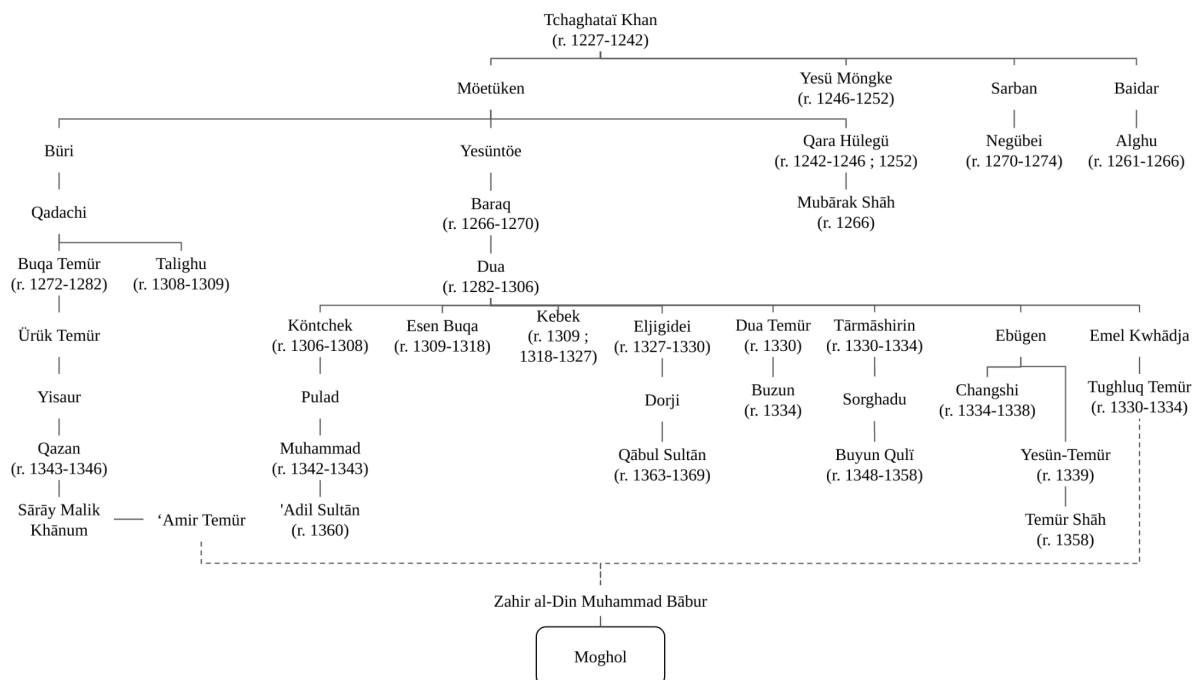 Tchaghataï Khan
(r. 1227-1242)
Möetüken
Yesü Möngke
(r. 1246-1252)
Sarban
Baidar
Büri
Yesüntöe
Qara Hülegü
(r. 1242-1246 ; 1252)
Negübei
(r. 1270-1274)
Alghu
(r. 1261-1266)
Qadachi
Baraq
(r. 1266-1270)
Mubārak Shāh
(r. 1266)
Buqa Temür
(r. 1272-1282)
Talighu
(r. 1308-1309)
Dua
(r. 1282-1306)
Ürük Temür
Köntchek
(r. 1306-1308)
Esen Buqa
(r. 1309-1318)
Kebek
(r. 1309 ;
1318-1327)
Eljigidei
(r. 1327-1330)
Dua Temür
(r. 1330)
Tārmāshirin
(r. 1330-1334)
Ebügen
Emel Kwhādja
Yisaur
Pulad
Dorji
Buzun
(r. 1334)
Sorghadu
Changshi
(r. 1334-1338)
Tughluq Temür
(r. 1330-1334)
Qazan
(r. 1343-1346)
Muhammad
(r. 1342-1343)
Qābul Sultān
(r. 1363-1369)
Buyun Qulï
(r. 1348-1358)
Yesün-Temür
(r. 1339)
Sārāy Malik
Khānum
‘Amir Temür
'Adil Sultān
(r. 1360)
Temür Shāh
(r. 1358)
Zahir al-Din Muhammad Bābur
Moghol